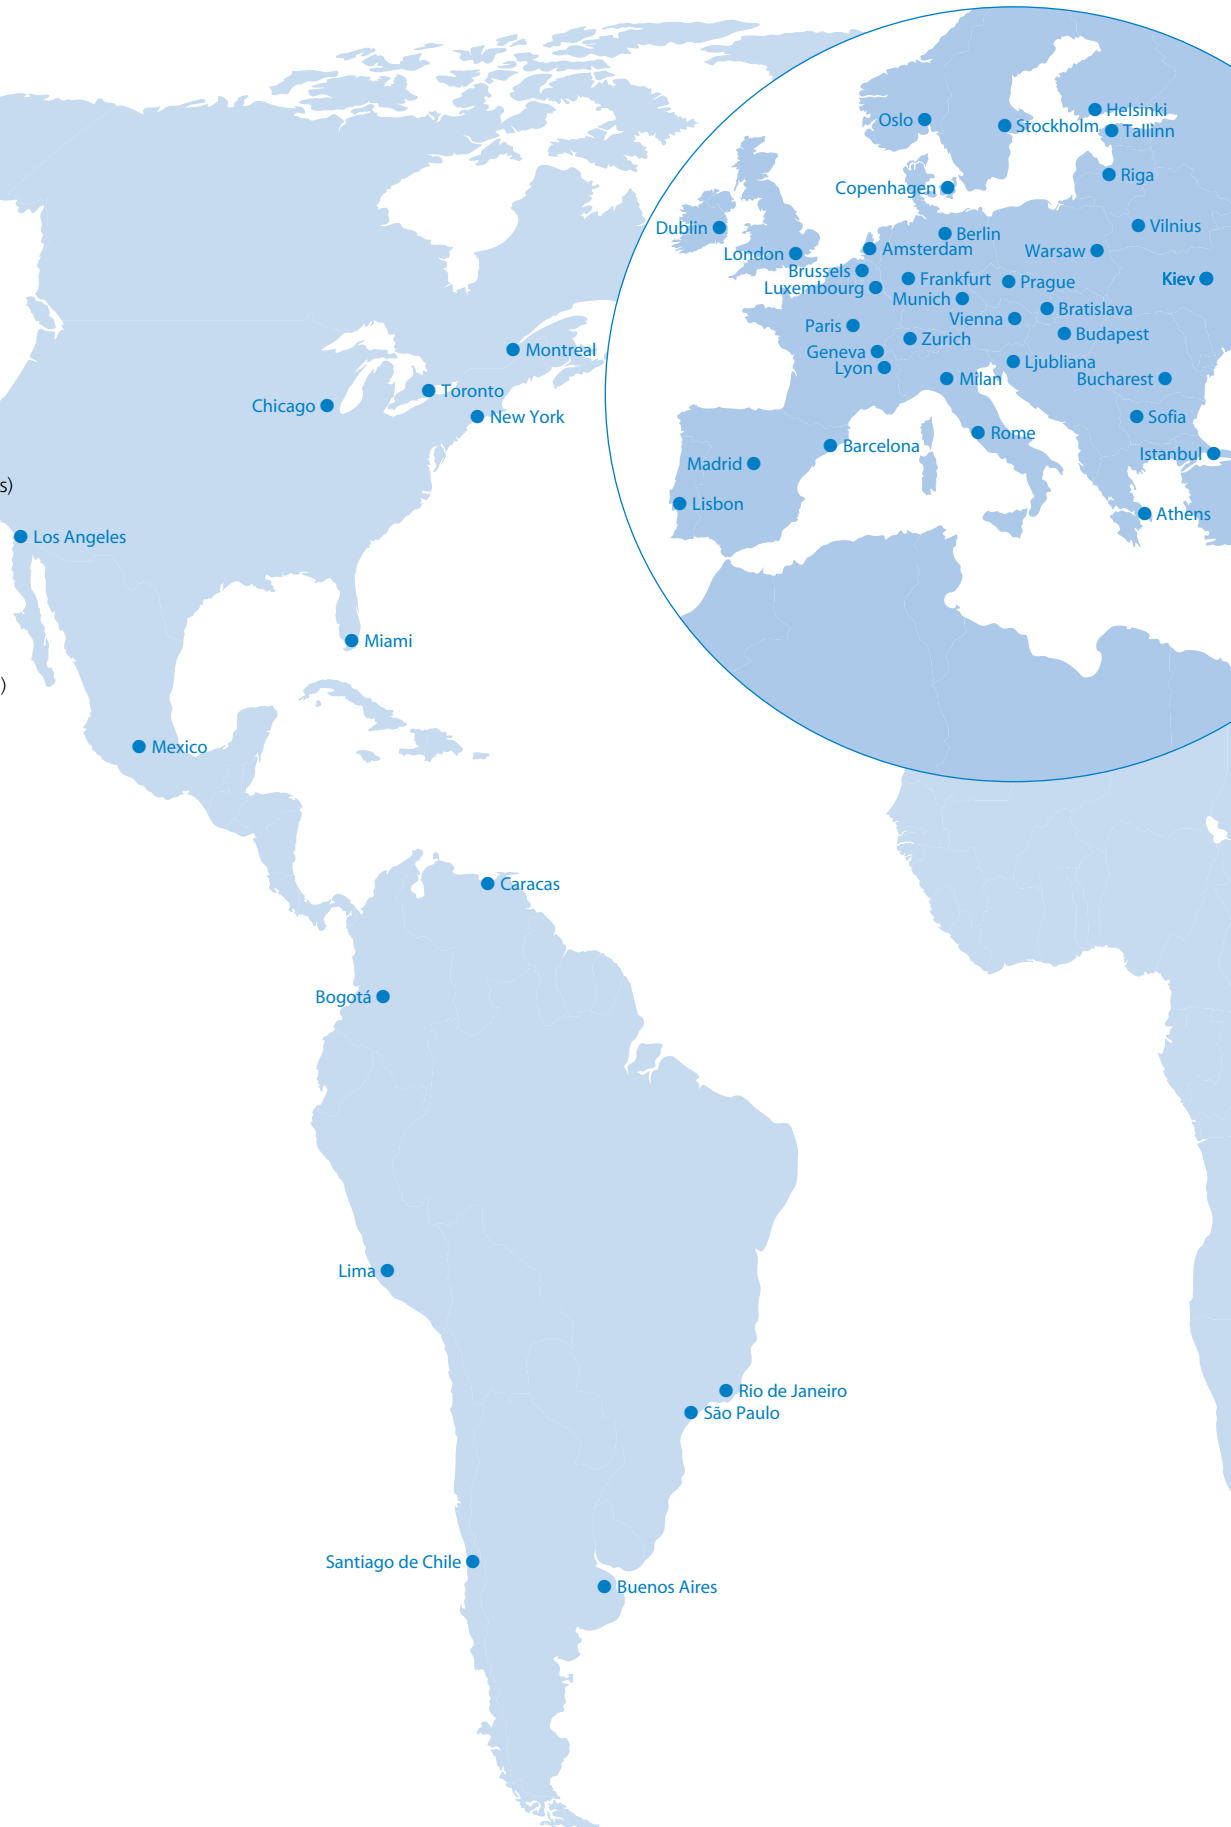 Helsinki
Oslo
Stockholm
Tallinn
Riga
Copenhagen
Dublin
Vilnius
Berlin
London
Amsterdam
Warsaw
Brussels
Frankfurt
Prague
Kiev
Luxembourg
Munich
Bratislava
Vienna
Paris
Budapest
Zurich
Montreal
Geneva
Ljubliana
Lyon
Milan
Bucharest
Toronto
Chicago
New York
Sofia
Rome
Barcelona
Istanbul
Madrid
s)
Lisbon
Athens
Los Angeles
Miami
)
Mexico
Caracas
Bogotá
Lima
Rio de Janeiro
São Paulo
Santiago de Chile
Buenos Aires